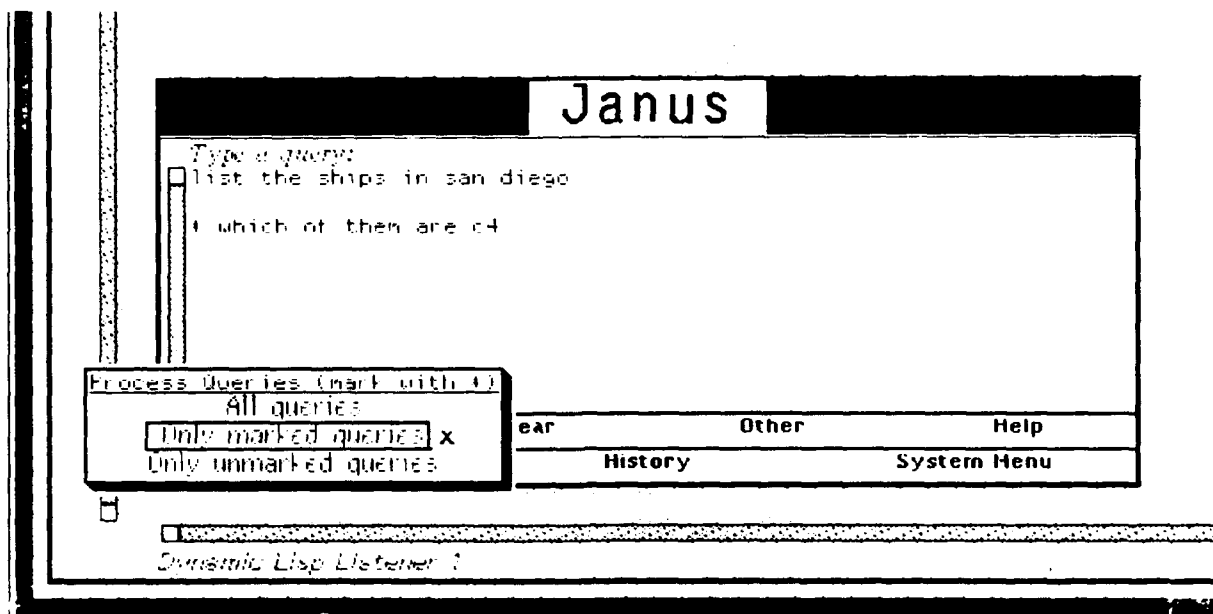 Janus
Type a query:
list the ships in san diego
* which of them are c4
Process Queries (mark with *)
All queries
Only marked queries x
Only unmarked queries
ear Other Help
History System Menu
Dynamic Lisp Listener 1